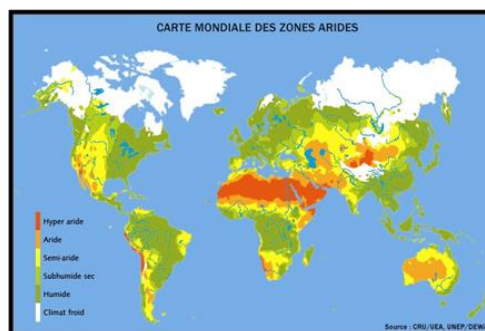 CARTE MONDIALE DES ZONES ARIDES
Hyper aride
Aride
Semi-aride
Subhumide sec
Humide
Climat froid
Source : CRU/UEA, UNEP/DEWA